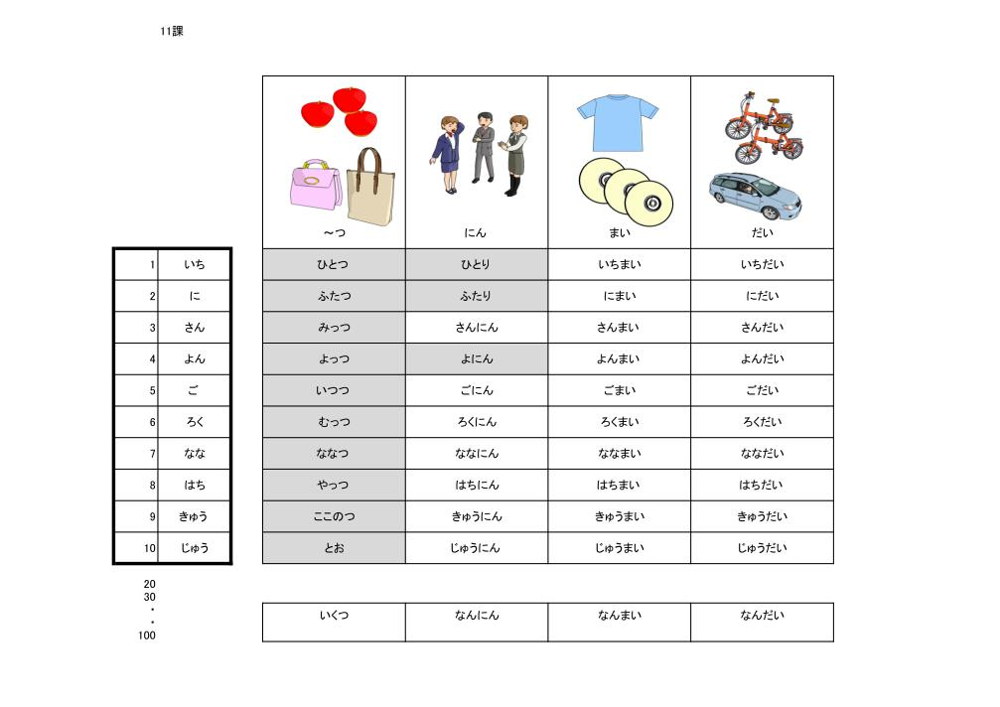 11課
～つ にん まい だい
1 いち ひとつ ひとり いちまい いちだい
2 に ふたつ ふたり にまい にだい
3 さん みっつ さんにん さんまい さんだい
4 よん よっつ よにん よんまい よんだい
5 ご いつつ ごにん ごまい ごだい
6 ろく むっつ ろくにん ろくまい ろくだい
7 なな ななつ ななにん ななまい ななだい
8 はち やっつ はちにん はちまい はちだい
9 きゅう ここのつ きゅうにん きゅうまい きゅうだい
10 じゅう とお じゅうにん じゅうまい じゅうだい
20
30
・
・
100
いくつ なんにん なんまい なんだい